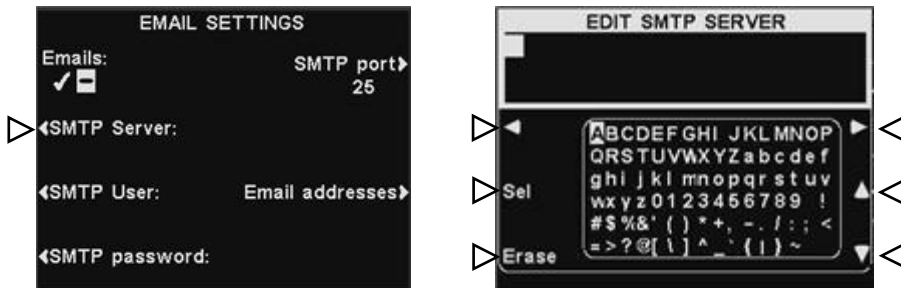 EMAIL SETTINGS
Emails:
SMTP port
25
SMTP Server:
SMTP User:
Email addresses
SMTP password:
EDIT SMTP SERVER
ABCDEFGHIJKLMNOP
QRSTUVWXYZabcdef
ghijklmnopqrstuv
wxyz0123456789 !
#$%&'()*+,-./:;<
=>?@[\]^_`{|}~
Sel
Erase